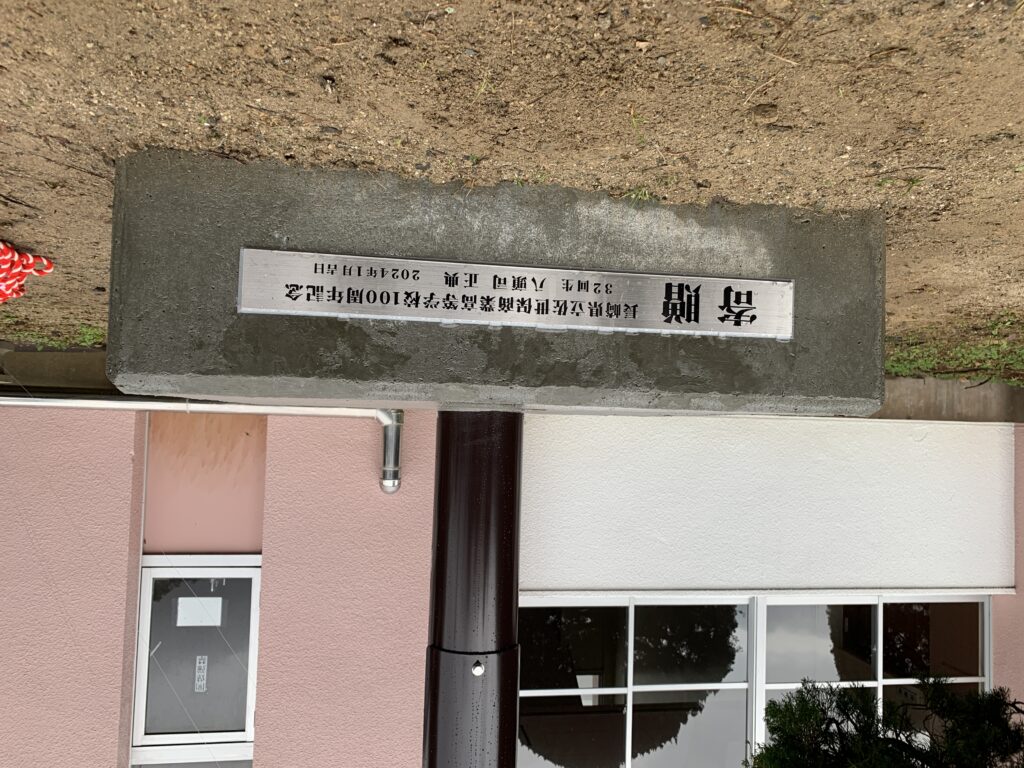 寄贈
長崎県立佐世保商業高等学校100周年記念
32回生 八頭司 正典 2024年1月吉日